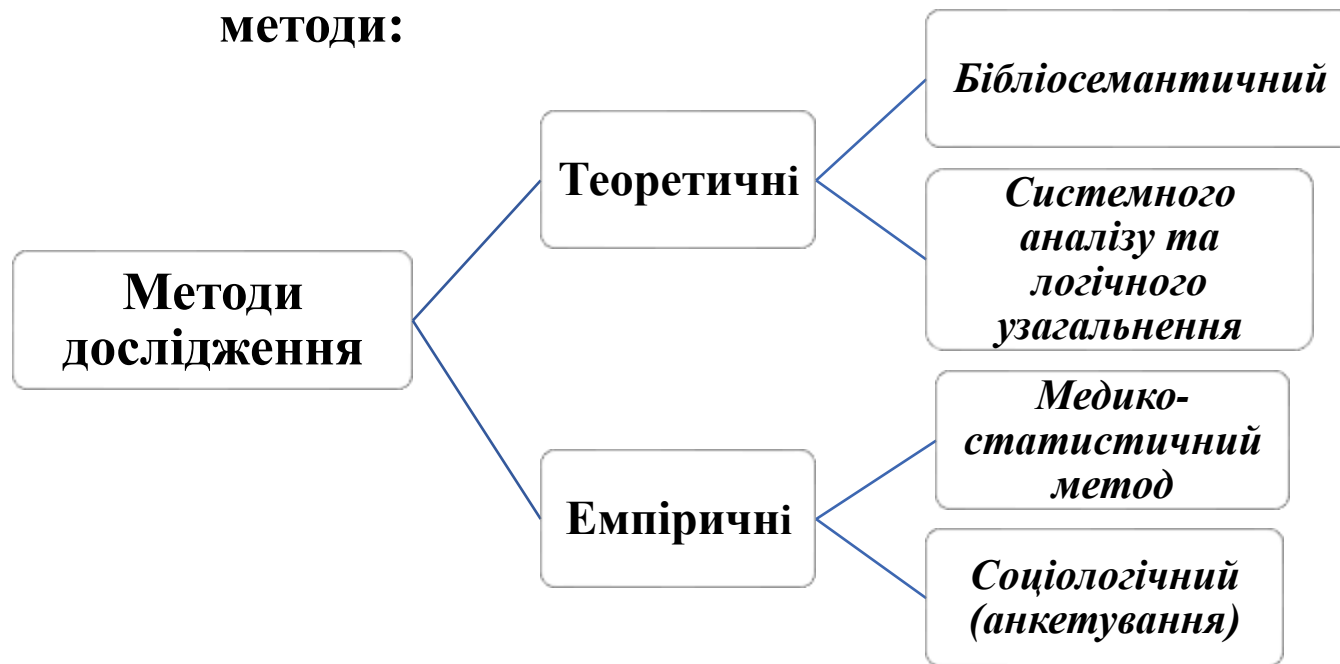 методи:
Бібліосемантичний
Теоретичні
Системного
аналізу та
логічного
узагальнення
Методи
дослідження
Медико-
статистичний
метод
Емпіричні
Соціологічний
(анкетування)